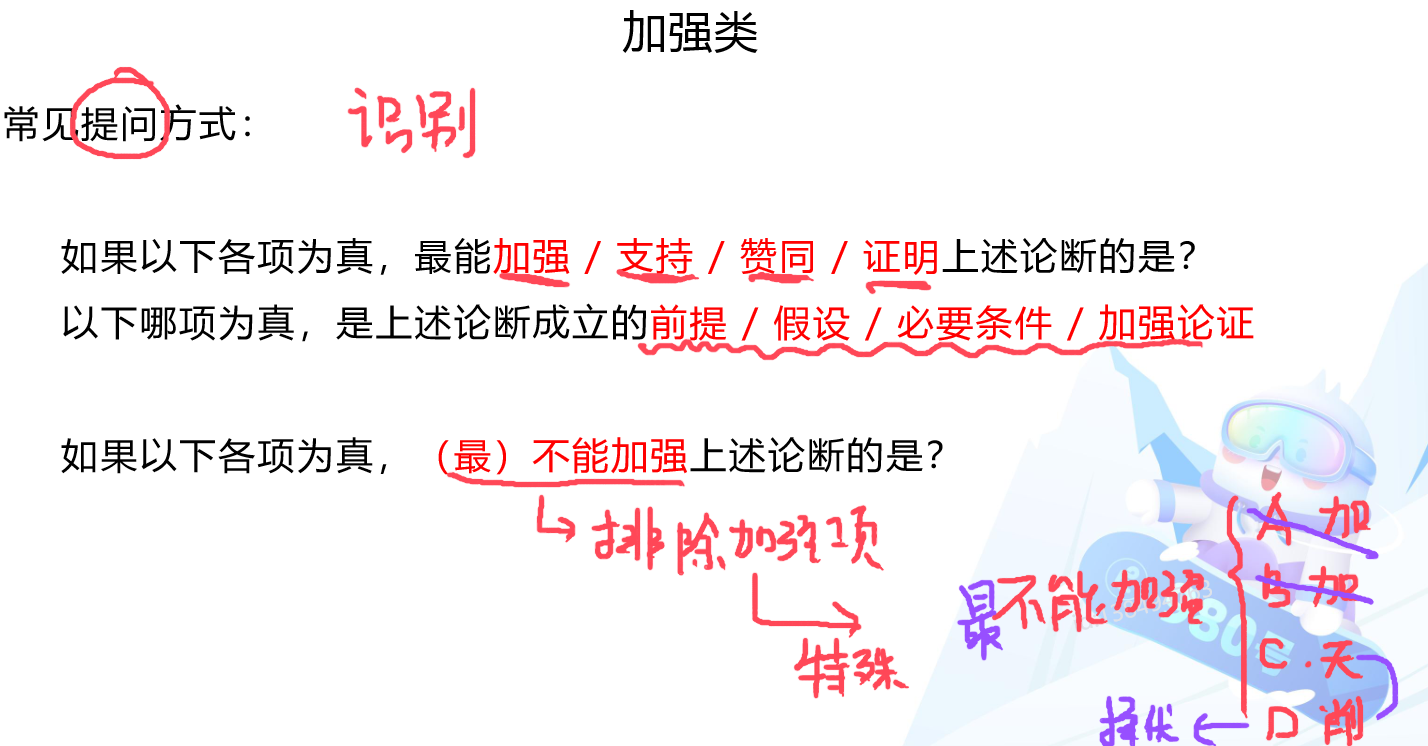 加强类
常见提问方式：
识别
如果以下各项为真，最能加强 / 支持 / 赞同 / 证明上述论断的是？
以下哪项为真，是上述论断成立的前提 / 假设 / 必要条件 / 加强论证
如果以下各项为真，（最）不能加强上述论断的是？
排除加强项
特殊
最不能加强
A 加
B 加
C. 无
D 削
择优